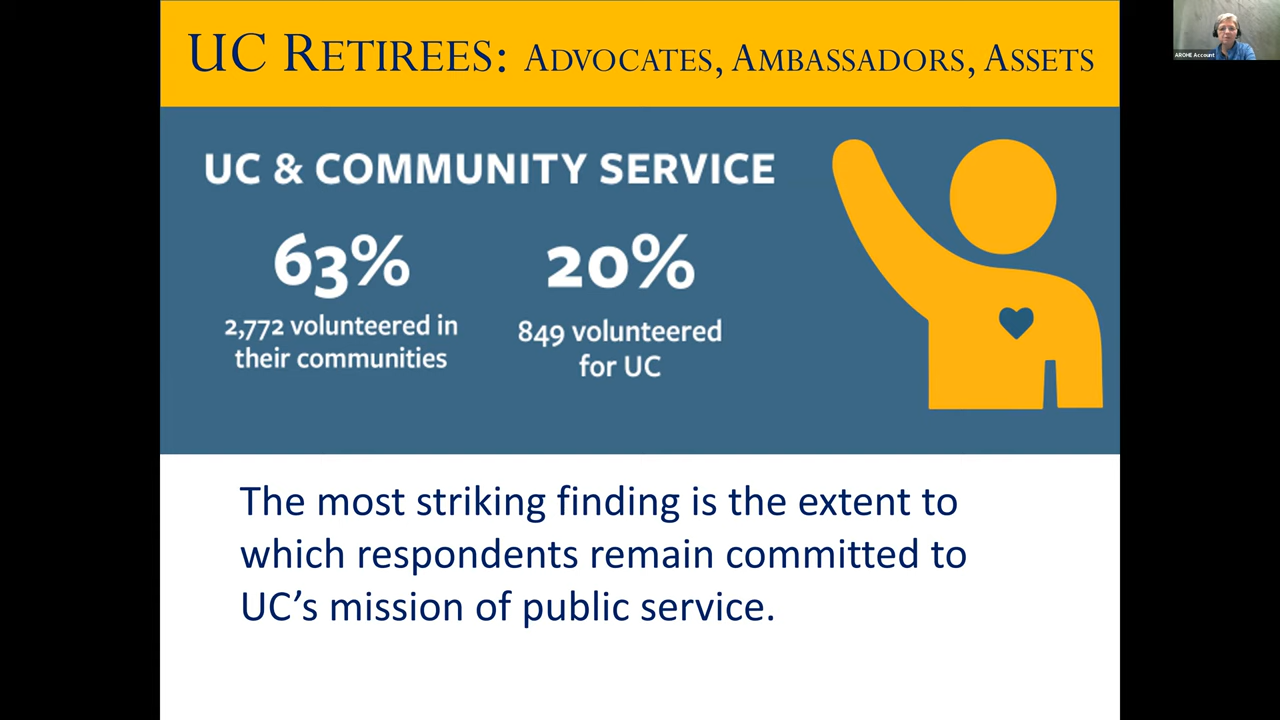 UC RETIREES: ADVOCATES, AMBASSADORS, ASSETS
AROHE Account
UC & COMMUNITY SERVICE
63%
2,772 volunteered in
their communities
20%
849 volunteered
for UC
The most striking finding is the extent to
which respondents remain committed to
UC’s mission of public service.